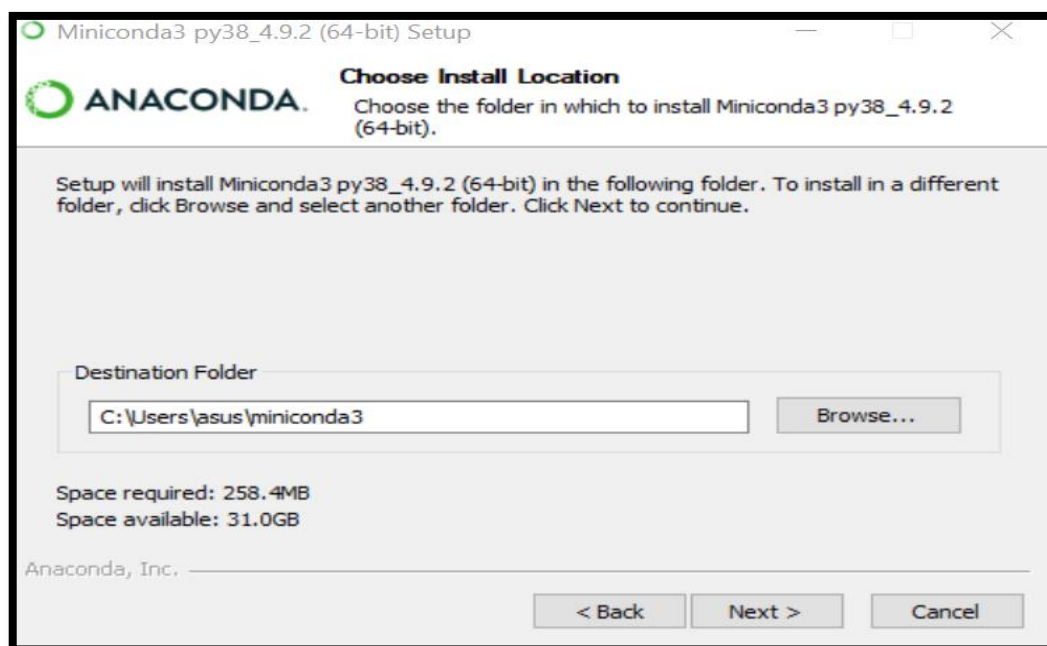 Miniconda3 py38_4.9.2 (64-bit) Setup
ANACONDA.
Choose Install Location
Choose the folder in which to install Miniconda3 py38_4.9.2
(64-bit).
Setup will install Miniconda3 py38_4.9.2 (64-bit) in the following folder. To install in a different
folder, click Browse and select another folder. Click Next to continue.
Destination Folder
C:\Users\asus\miniconda3
Browse...
Space required: 258.4MB
Space available: 31.0GB
Anaconda, Inc.
< Back
Next >
Cancel